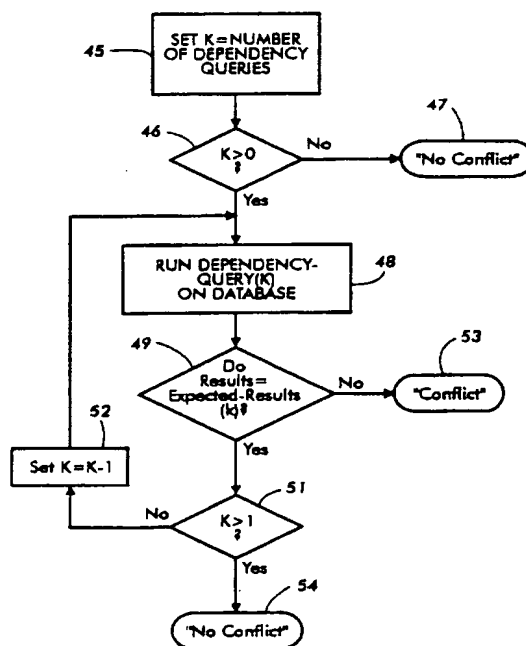 45
SET K=NUMBER
OF DEPENDENCY
QUERIES
46
K>0
?
No
47
"No Conflict"
Yes
RUN DEPENDENCY-
QUERY(K)
ON DATABASE
48
49
Do
Results=
Expected-Results
(k)?
No
53
"Conflict"
Yes
52
Set K=K-1
No
51
K>1
?
Yes
54
"No Conflict"